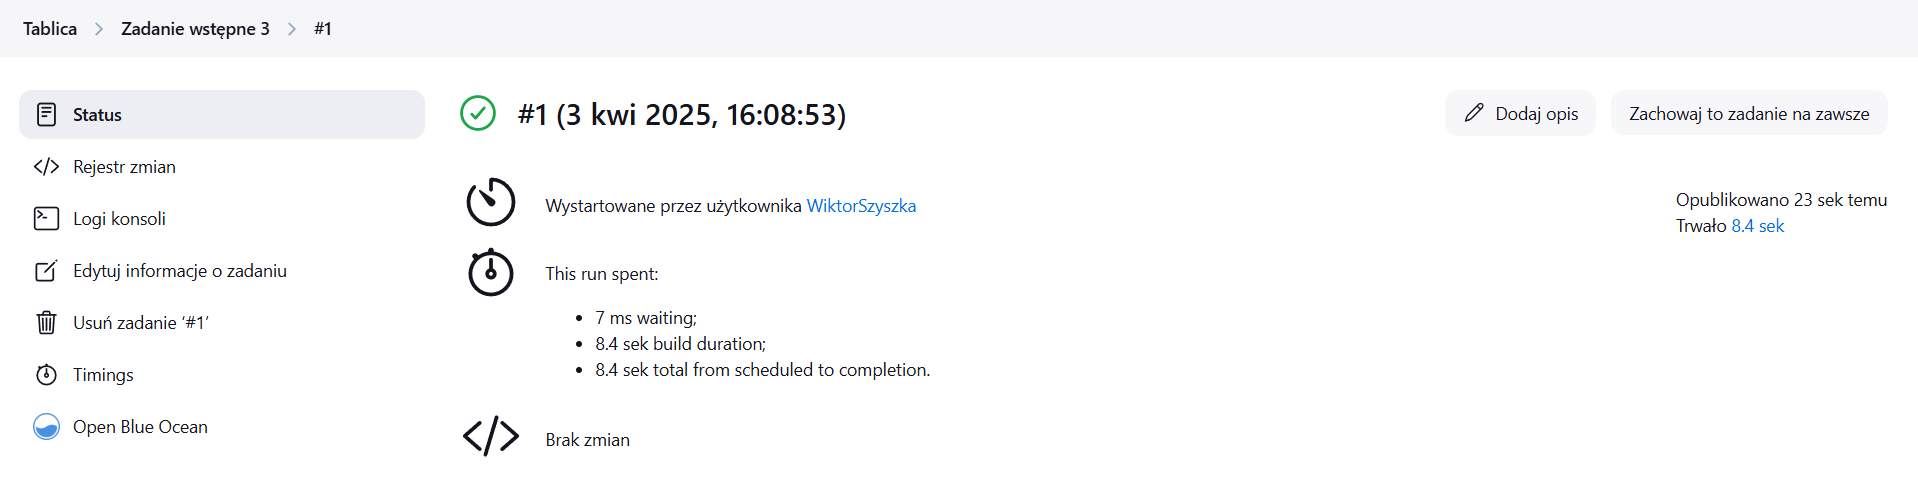 Tablica > Zadanie wstępne 3 > #1
Status
Rejestr zmian
Logi konsoli
Edytuj informacje o zadaniu
Usuń zadanie ‘#1’
Timings
Open Blue Ocean
#1 (3 kwi 2025, 16:08:53)
Dodaj opis
Zachowaj to zadanie na zawsze
Wystartowane przez użytkownika WiktorSzyszka
Opublikowano 23 sek temu
Trwało 8.4 sek
This run spent:
• 7 ms waiting;
• 8.4 sek build duration;
• 8.4 sek total from scheduled to completion.
Brak zmian